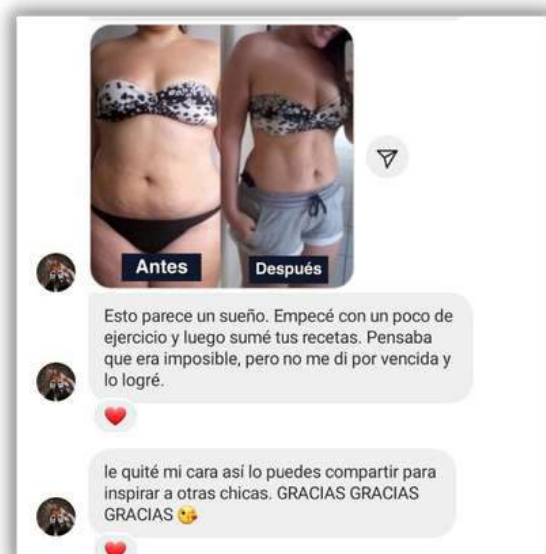 Antes
Después
Esto parece un sueño. Empecé con un poco de
ejercicio y luego sumé tus recetas. Pensaba
que era imposible, pero no me di por vencida y
lo logré.
le quité mi cara así lo puedes compartir para
inspirar a otras chicas. GRACIAS GRACIAS
GRACIAS 😘